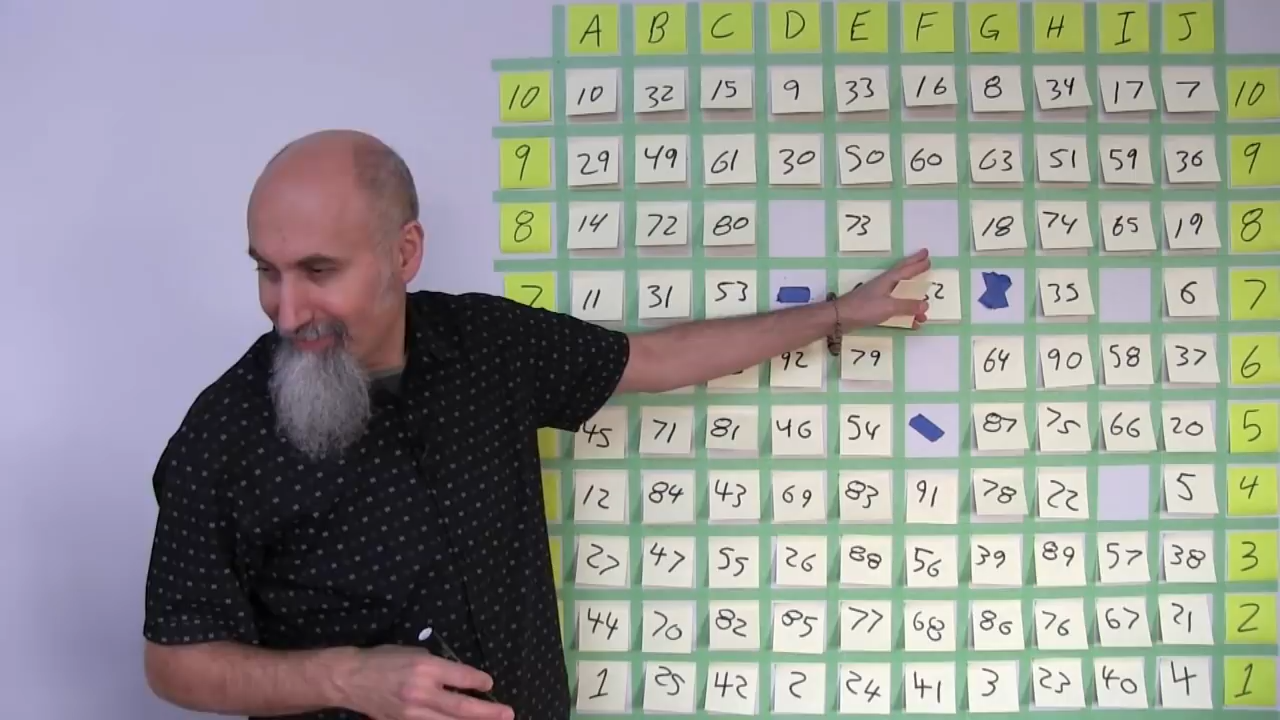 A B C D E F G H I J
10 10 32 15 9 33 16 8 34 17 7 10
9 29 49 61 30 50 60 63 51 59 36 9
8 14 72 80 73 18 74 65 19 8
7 11 31 53 35 6 7
92 79 64 90 58 37 6
45 71 81 46 54 87 75 66 20 5
12 84 43 69 83 91 78 22 5 4
27 47 55 26 88 56 39 89 57 38 3
44 70 82 85 77 68 86 76 67 21 2
1 25 42 2 24 41 3 23 40 4 1